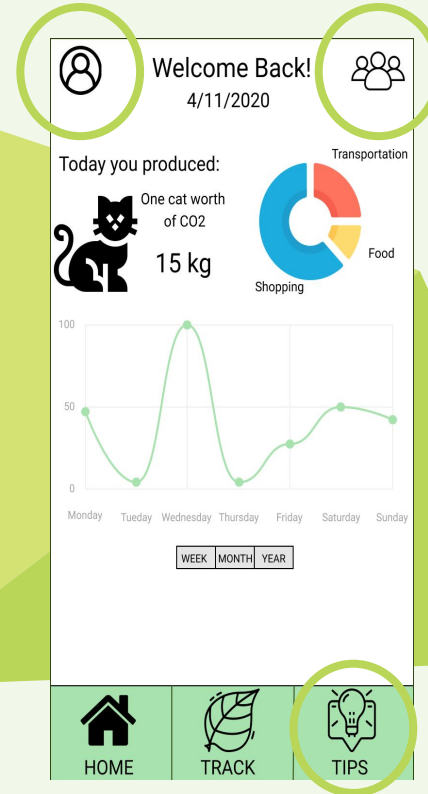 Welcome Back!
4/11/2020
Today you produced:
One cat worth
of CO2
15 kg
Transportation
Food
Shopping
100
50
0
Monday Tueday Wednesday Thursday Friday Saturday Sunday
WEEK MONTH YEAR
HOME TRACK TIPS